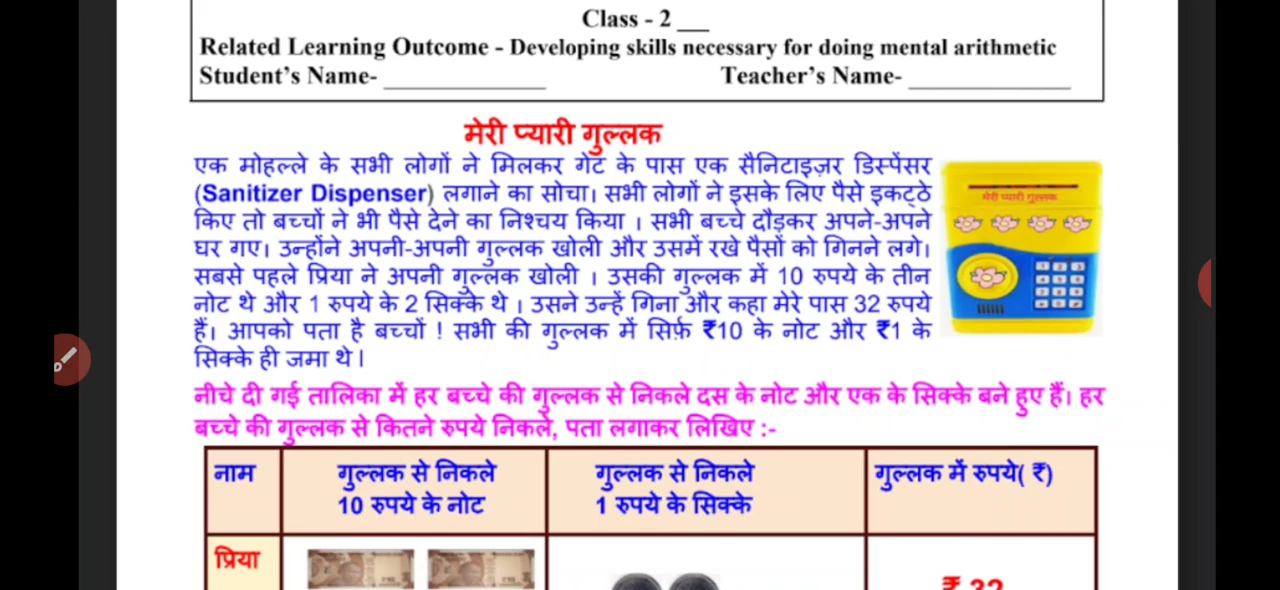 Class - 2 __
Related Learning Outcome - Developing skills necessary for doing mental arithmetic
Student's Name- ______________ Teacher's Name- ______________
मेरी प्यारी गुल्लक
एक मोहल्ले के सभी लोगों ने मिलकर गेट के पास एक सैनिटाइज़र डिस्पेंसर
(Sanitizer Dispenser) लगाने का सोचा। सभी लोगों ने इसके लिए पैसे इकट्ठे
किए तो बच्चों ने भी पैसे देने का निश्चय किया । सभी बच्चे दौड़कर अपने-अपने
घर गए। उन्होंने अपनी-अपनी गुल्लक खोली और उसमें रखे पैसों को गिनने लगे।
सबसे पहले प्रिया ने अपनी गुल्लक खोली । उसकी गुल्लक में 10 रुपये के तीन
नोट थे और 1 रुपये के 2 सिक्के थे । उसने उन्हें गिना और कहा मेरे पास 32 रुपये
हैं। आपको पता है बच्चों ! सभी की गुल्लक में सिर्फ़ ₹10 के नोट और ₹1 के
सिक्के ही जमा थे।
मेरी प्यारी गुल्लक
1 2 3
नीचे दी गई तालिका में हर बच्चे की गुल्लक से निकले दस के नोट और एक के सिक्के बने हुए हैं। हर
बच्चे की गुल्लक से कितने रुपये निकले, पता लगाकर लिखिए :-
नाम
गुल्लक से निकले
10 रुपये के नोट
गुल्लक से निकले
1 रुपये के सिक्के
गुल्लक में रुपये( ₹)
प्रिया
₹ 32